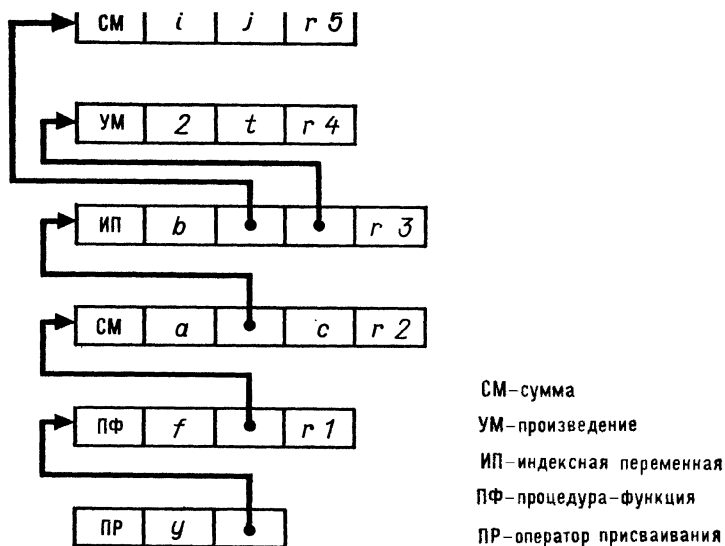 СМ i j r 5
УМ 2 t r 4
ИП b r 3
СМ a c r 2
ПФ f r 1
ПР y
СМ-сумма
УМ-произведение
ИП-индексная переменная
ПФ-процедура-функция
ПР-оператор присваивания